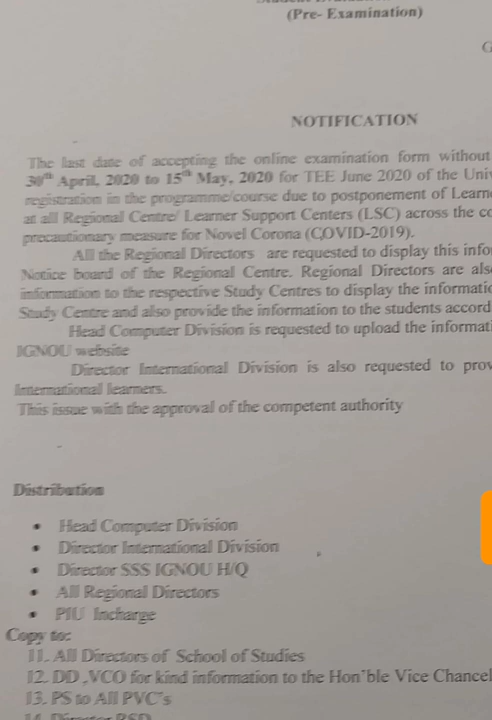 (Pre- Examination)
NOTIFICATION
The last date of accepting the online examination form without
30th April, 2020 to 15th May, 2020 for TEE June 2020 of the Univ
registration in the programme/course due to postponement of Learne
at all Regional Centre/ Learner Support Centers (LSC) across the co
precautionary measure for Novel Corona (COVID-2019).
All the Regional Directors are requested to display this info
Notice board of the Regional Centre. Regional Directors are als
information to the respective Study Centres to display the informatio
Study Centre and also provide the information to the students accord
Head Computer Division is requested to upload the informat
IGNOU website
Director International Division is also requested to prov
International learners.
This issue with the approval of the competent authority
Distribution
• Head Computer Division
• Director International Division
• Director SSS IGNOU H/Q
• All Regional Directors
• PIU Incharge
Copy to:
11. All Directors of School of Studies
12. DD ,VCO for kind information to the Hon'ble Vice Chancel
13. PS to All PVC's
14. Director RSD